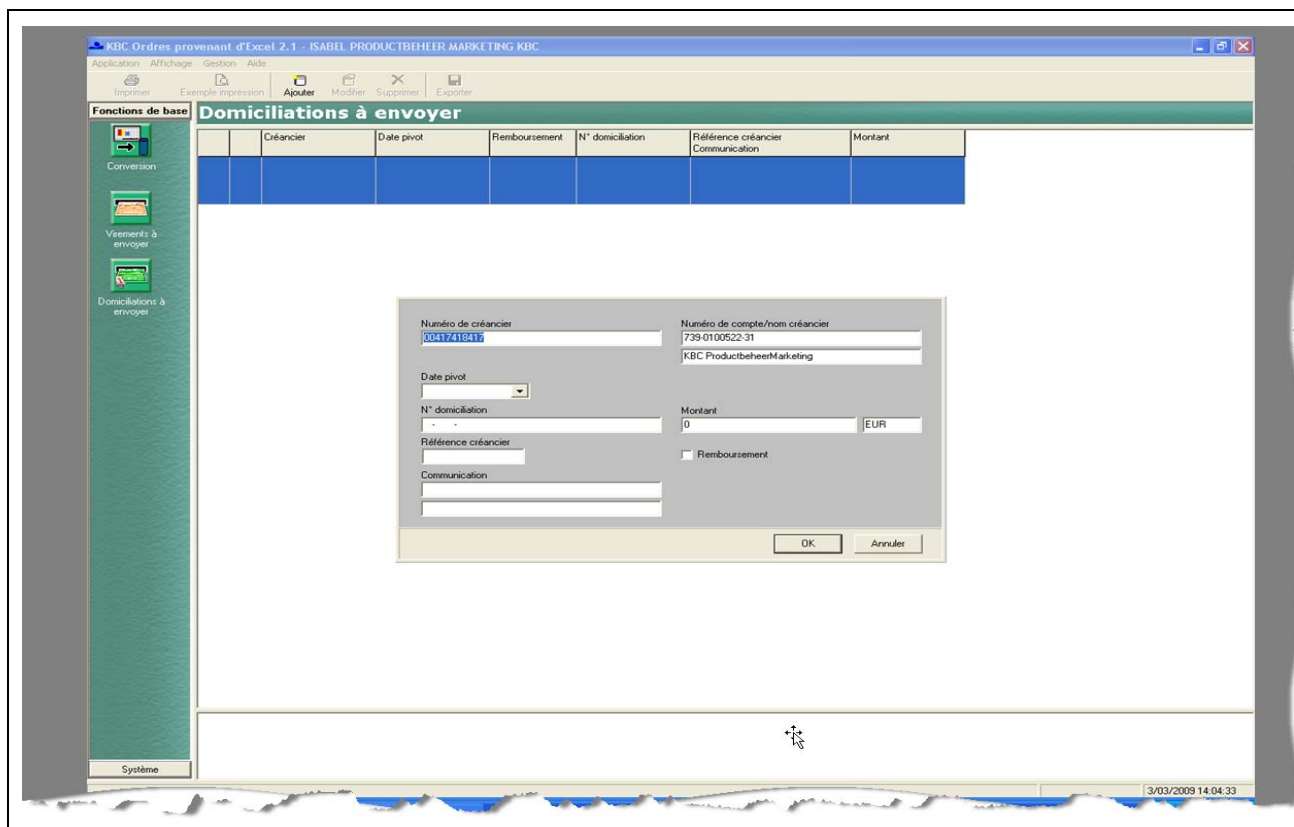 KBC Ordres provenant d'Excel 2.1 - ISABEL PRODUCTBEHEER MARKETING KBC
Application Affichage Gestion Aide
Imprimer Exemple impression Ajouter Modifier Supprimer Exporter
Fonctions de base
Domiciliations à envoyer
Créancier Date pivot Remboursement N° domiciliation Référence créancier Montant
Communication
Conversion
Virements à
envoyer
Domiciliations à
envoyer
Numéro de créancier Numéro de compte/nom créancier
00417418417 739-0100522-31
KBC ProductbeheerMarketing
Date pivot
N° domiciliation Montant
- - 0 EUR
Référence créancier
Remboursement
Communication
OK Annuler
Système
3/03/2009 14:04:33